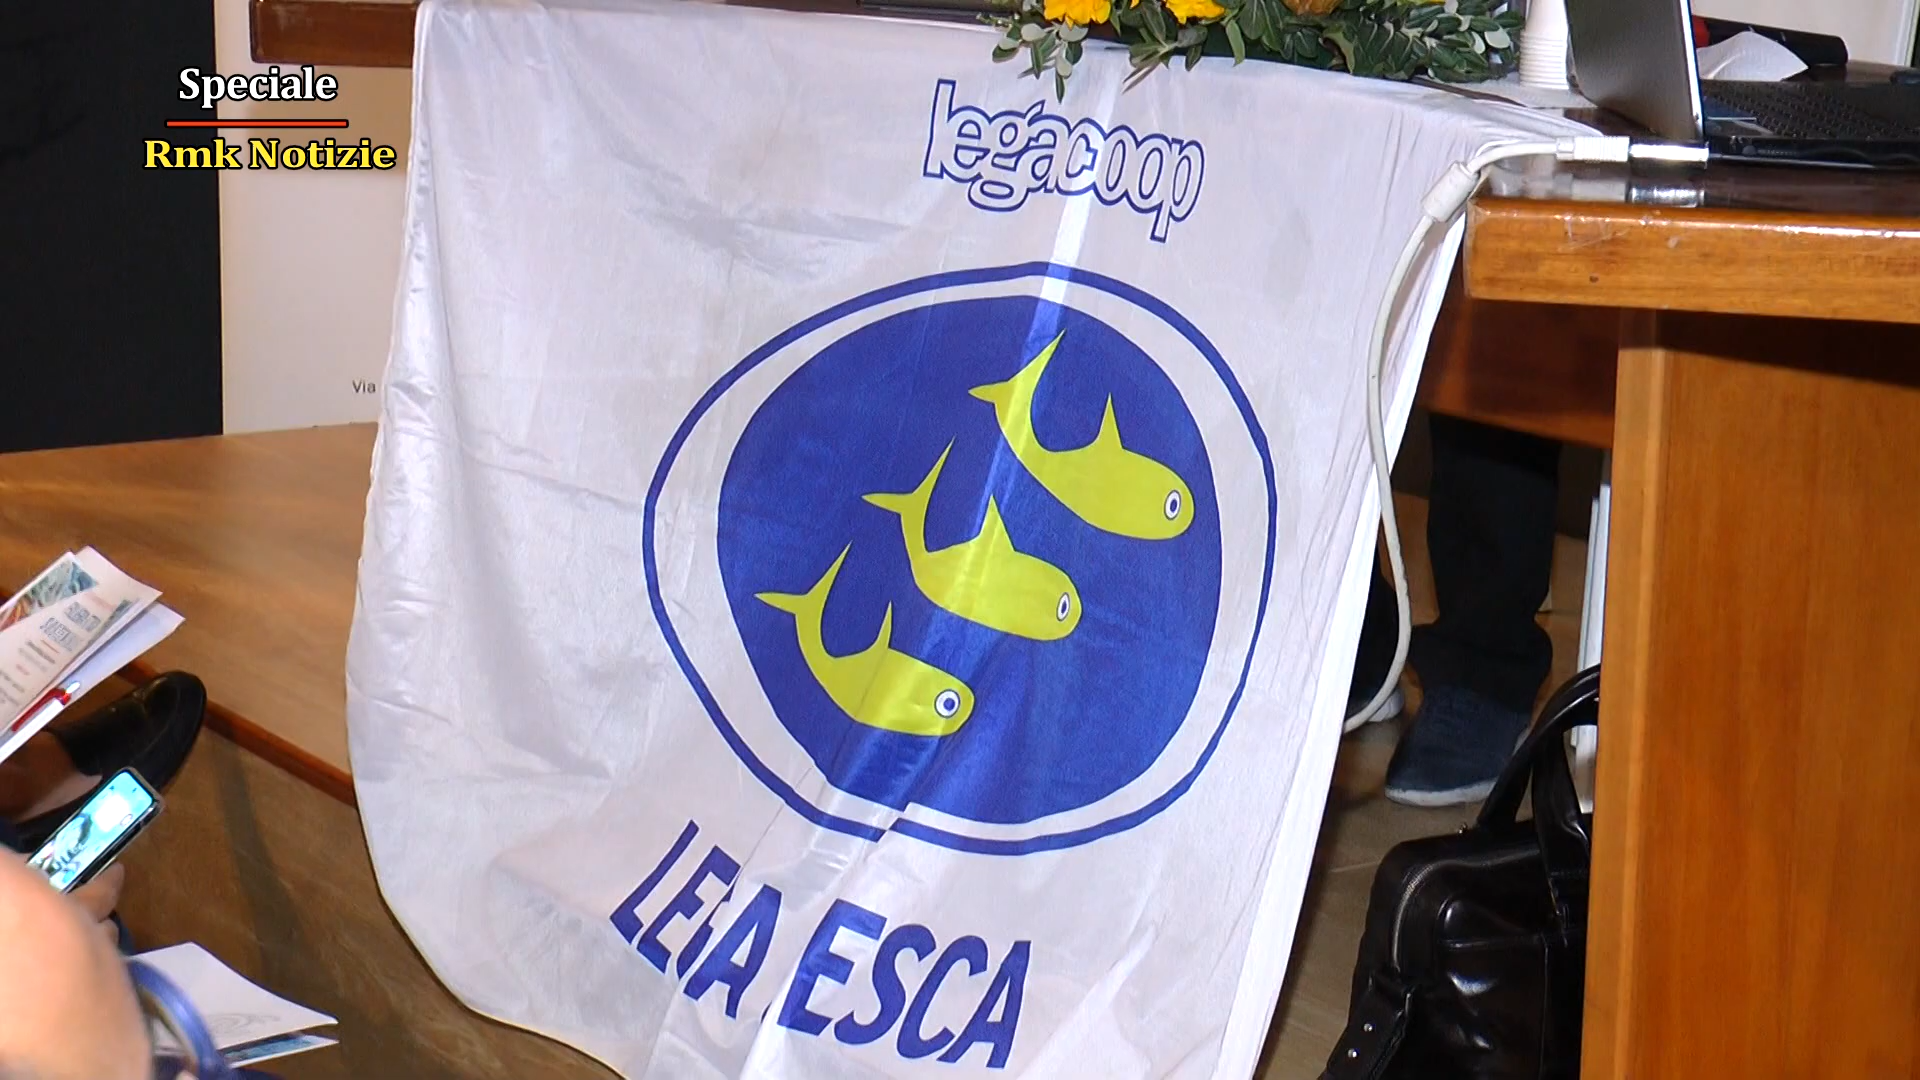 Speciale
Rmk Notizie
legacoop
Via
LEGA ESCA